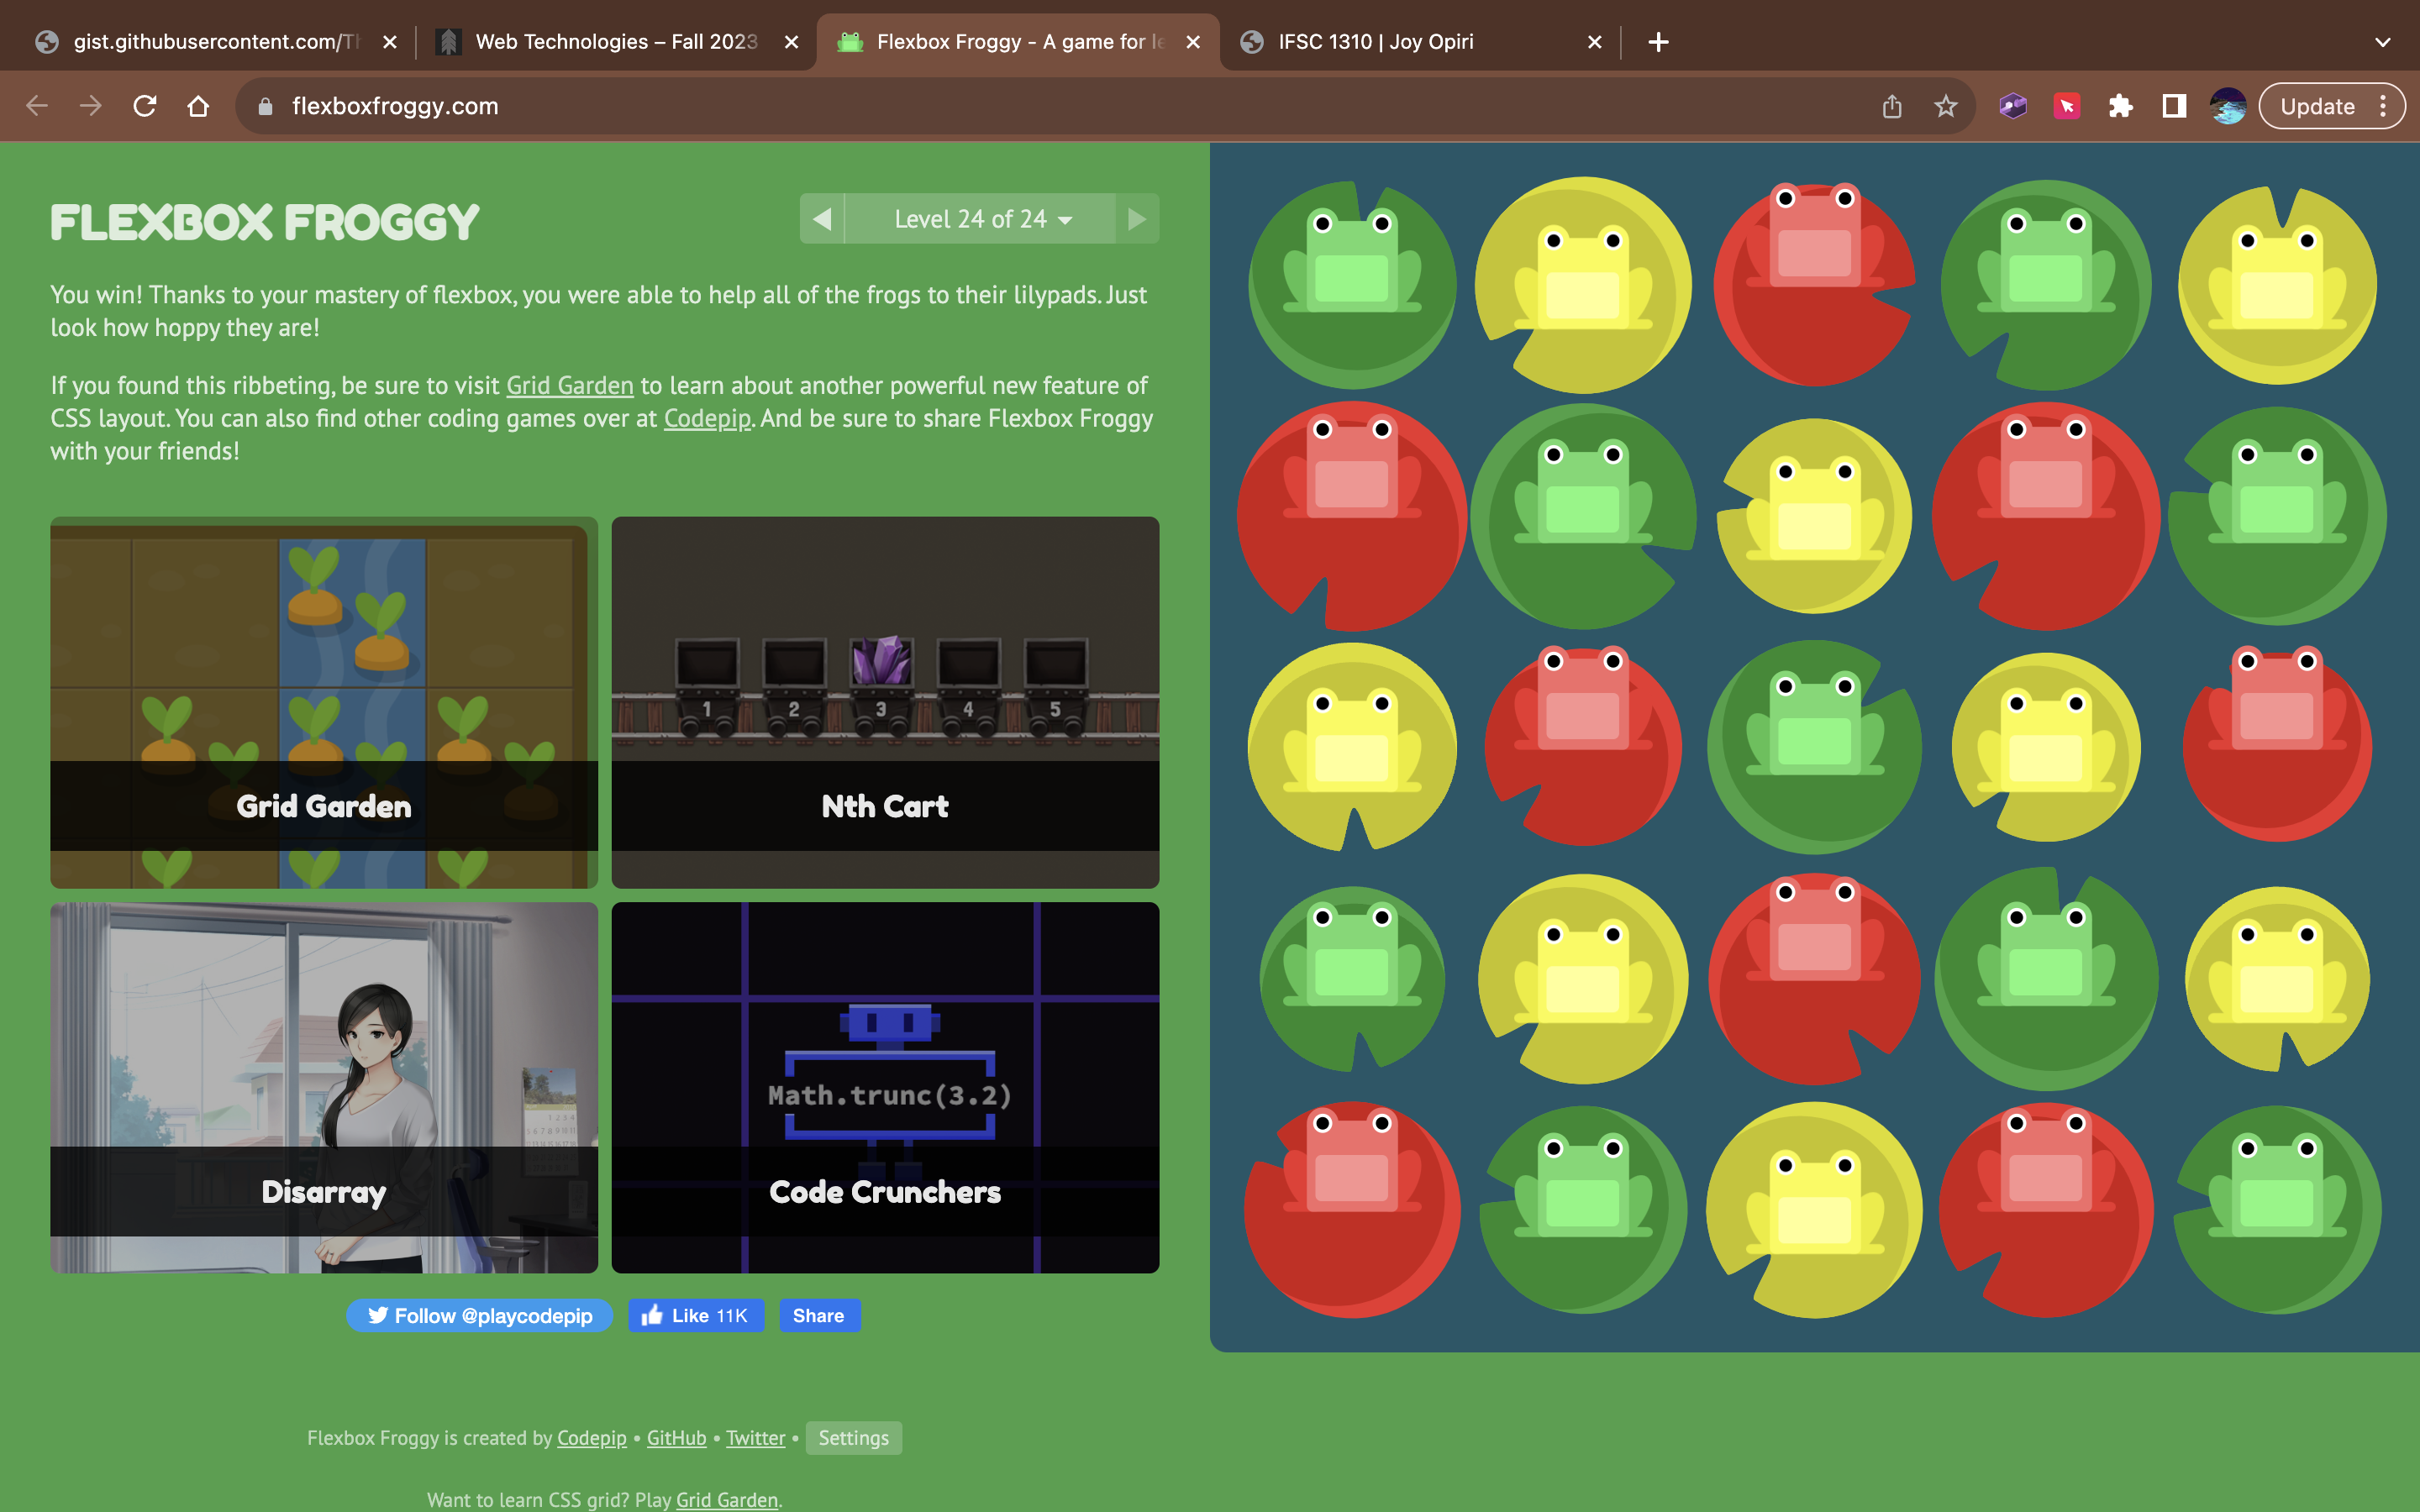 gist.githubusercontent.com/Th
Web Technologies – Fall 2023
Flexbox Froggy - A game for le
IFSC 1310 | Joy Opiri
flexboxfroggy.com
Update
FLEXBOX FROGGY
Level 24 of 24
You win! Thanks to your mastery of flexbox, you were able to help all of the frogs to their lilypads. Just
look how hoppy they are!
If you found this ribbeting, be sure to visit Grid Garden to learn about another powerful new feature of
CSS layout. You can also find other coding games over at Codepip. And be sure to share Flexbox Froggy
with your friends!
1 2 3 4 5
Grid Garden
Nth Cart
Math.trunc(3.2)
Disarray
Code Crunchers
Follow @playcodepip
Like 11K
Share
Flexbox Froggy is created by Codepip • GitHub • Twitter • Settings
Want to learn CSS grid? Play Grid Garden.